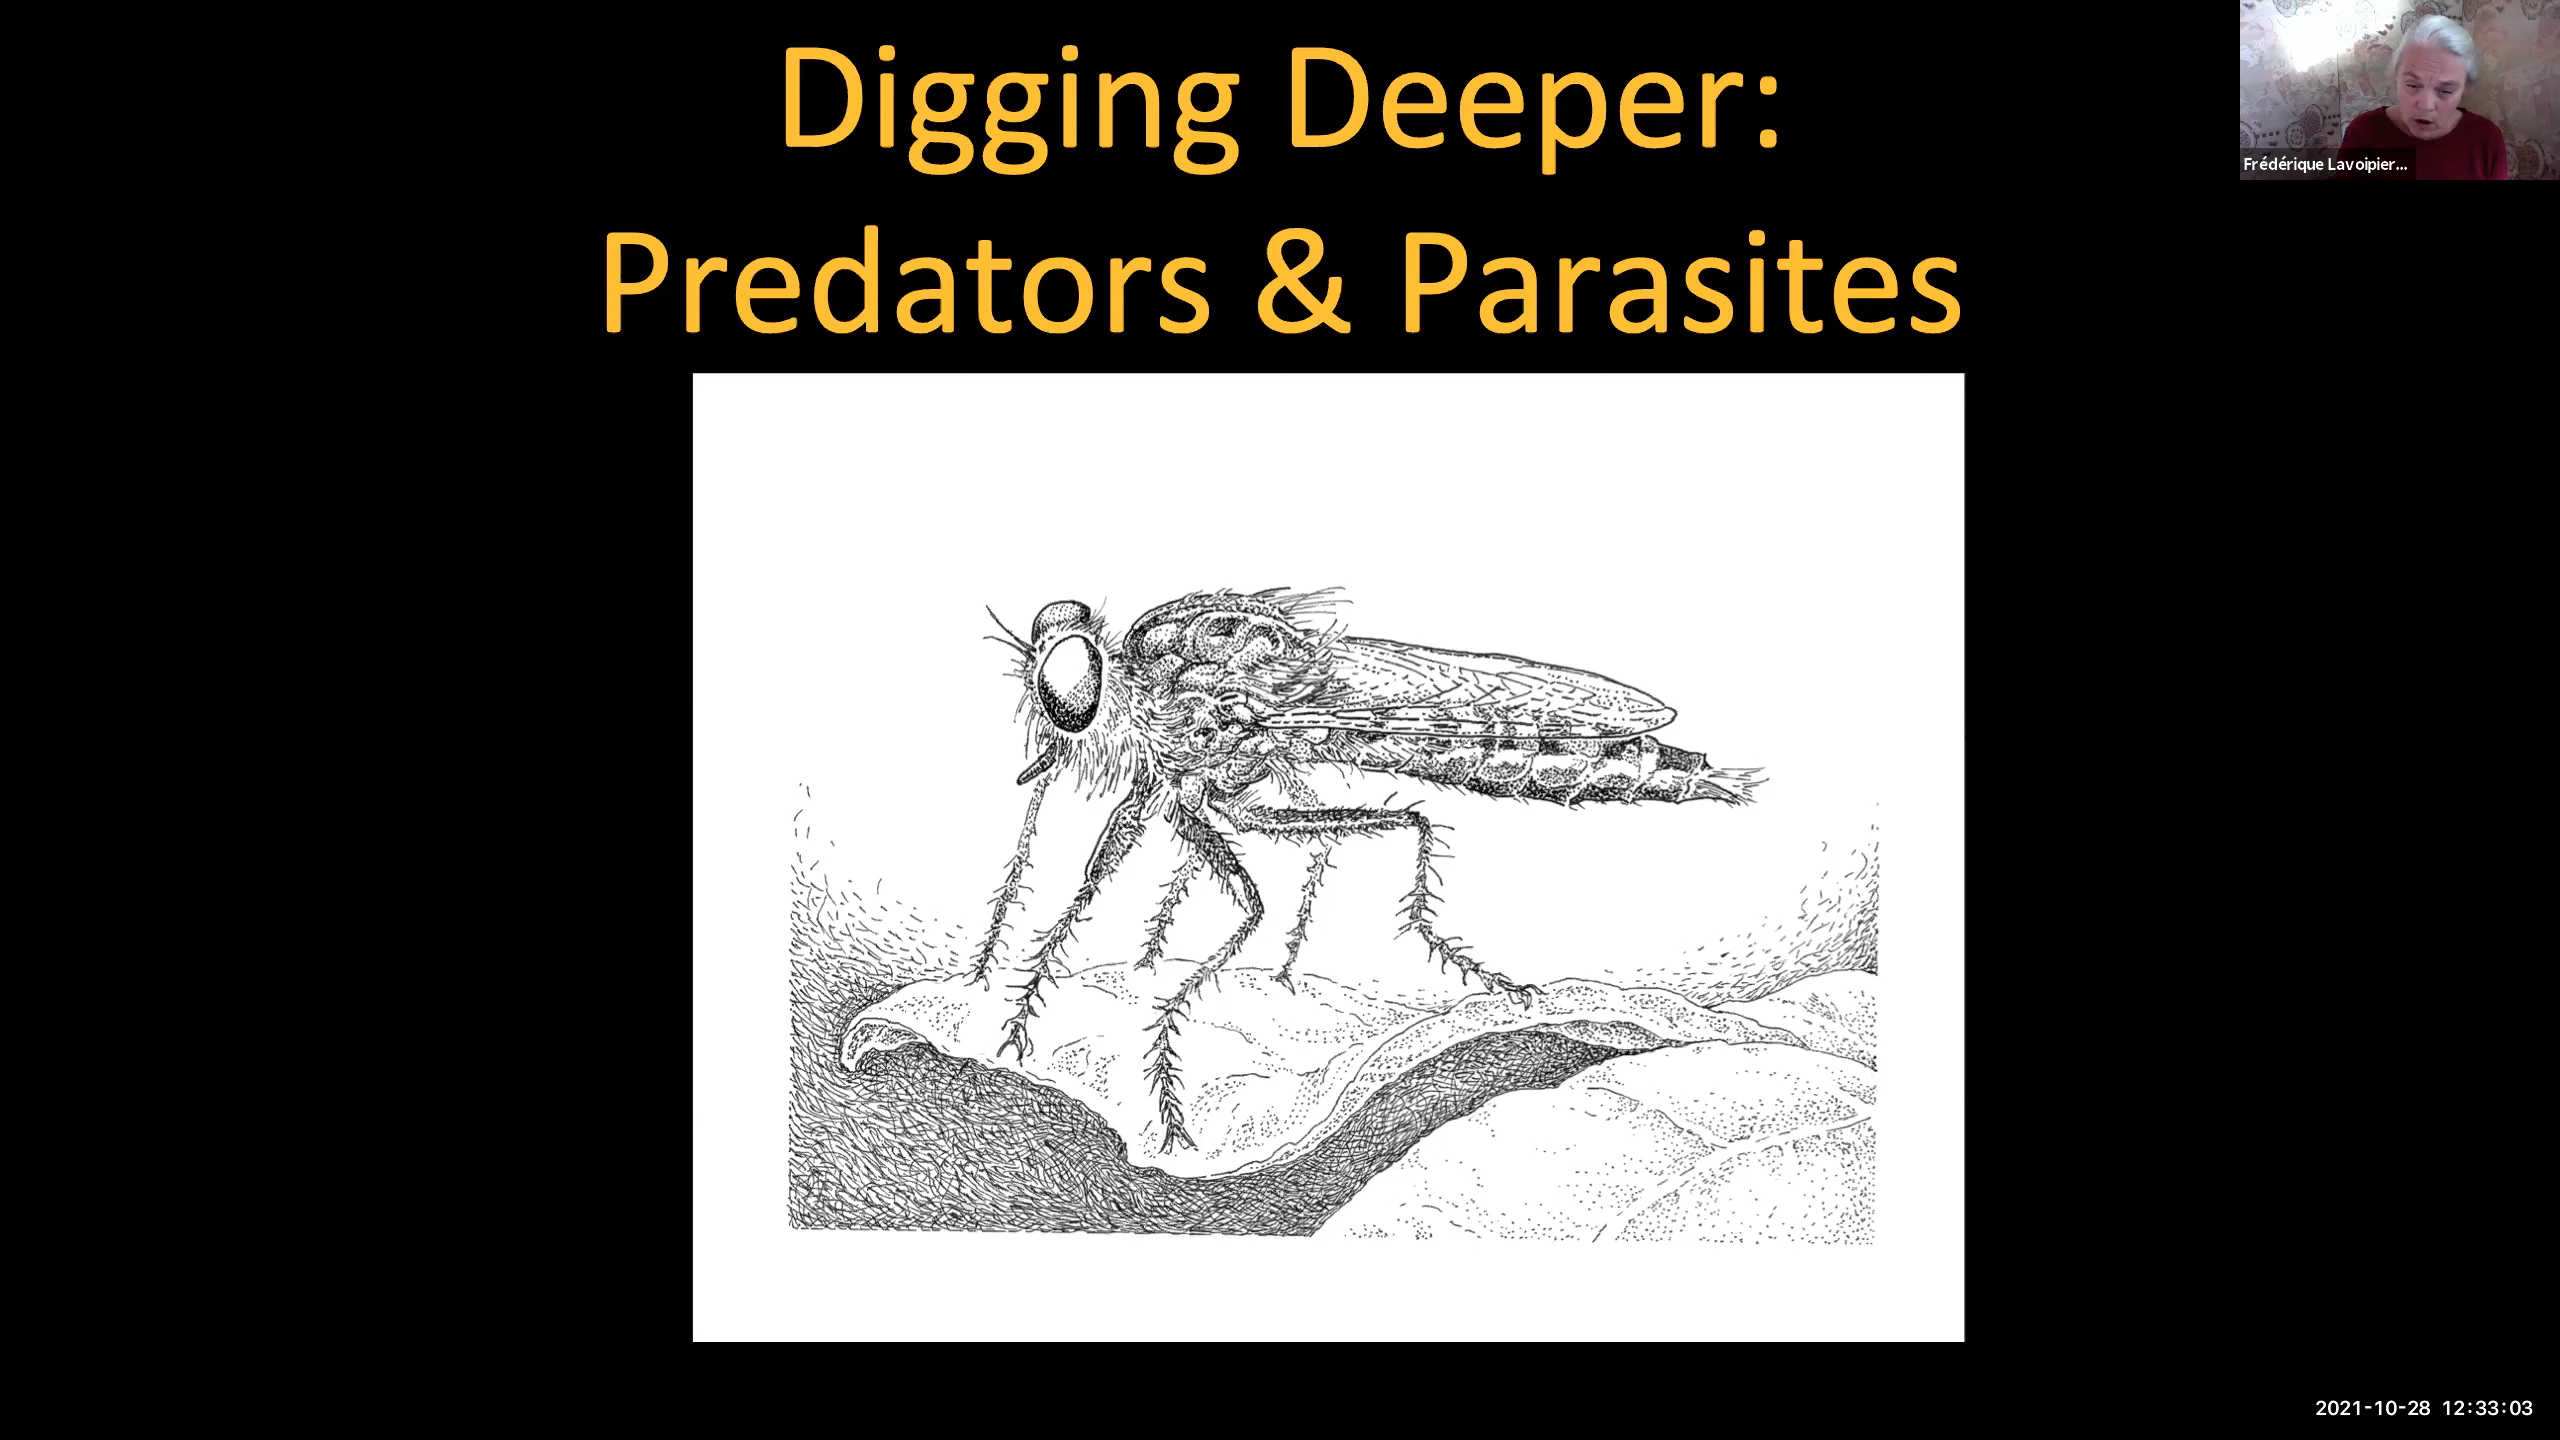 Digging Deeper:
Predators & Parasites
Frédérique Lavoipier...
2021-10-28 12:33:03